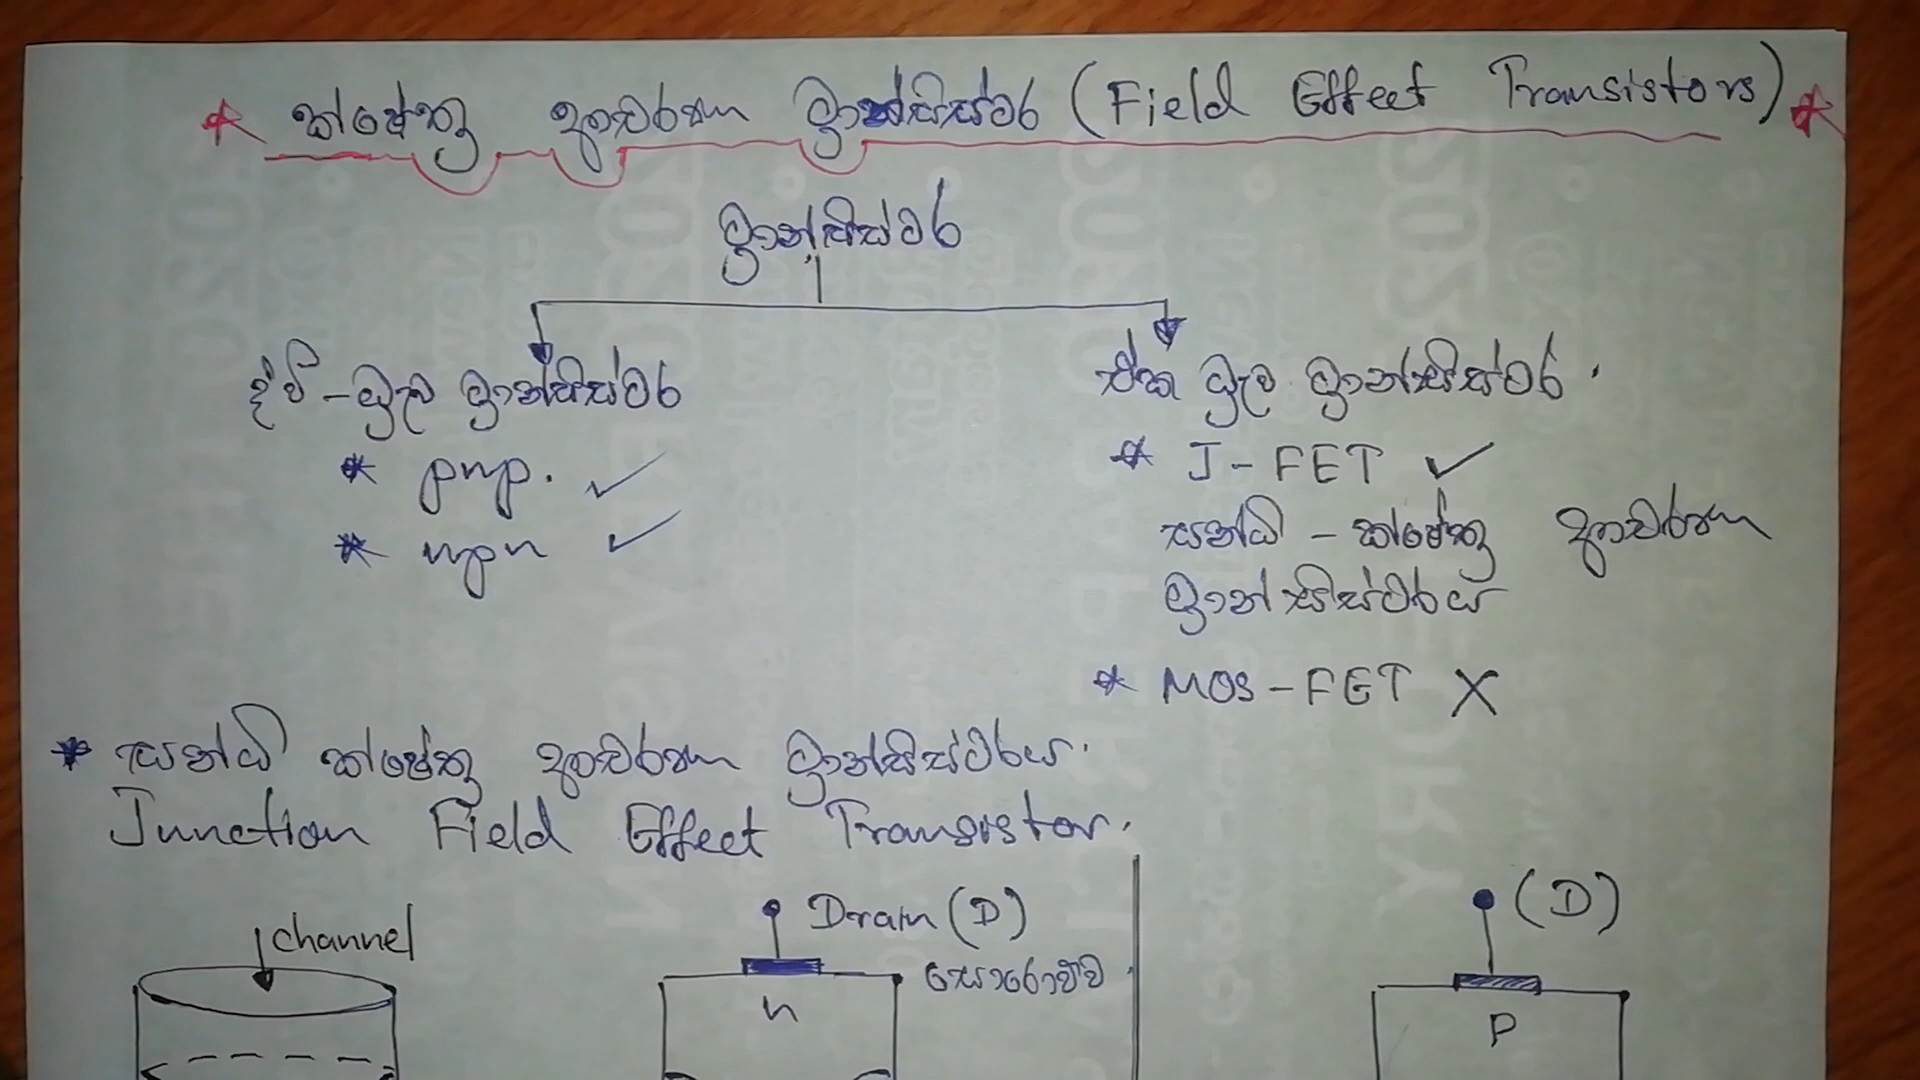 ක්ෂේත්‍ර ආචරණ ට්‍රාන්සිස්ටර (Field Effect Transistors)
ට්‍රාන්සිස්ටර
ද්වි - ධ්‍රැව ට්‍රාන්සිස්ටර
* pnp. ✓
* npn ✓
ඒක ධ්‍රැව ට්‍රාන්සිස්ටර.
* J - FET ✓
සන්ධි - ක්ෂේත්‍ර ආචරණ
ට්‍රාන්සිස්ටරය
* MOS - FET X
* සන්ධි ක්ෂේත්‍ර ආචරණ ට්‍රාන්සිස්ටරය.
Junction Field Effect Transistor.
channel
Drain (D)
සොරොව්ව
n
(D)
P